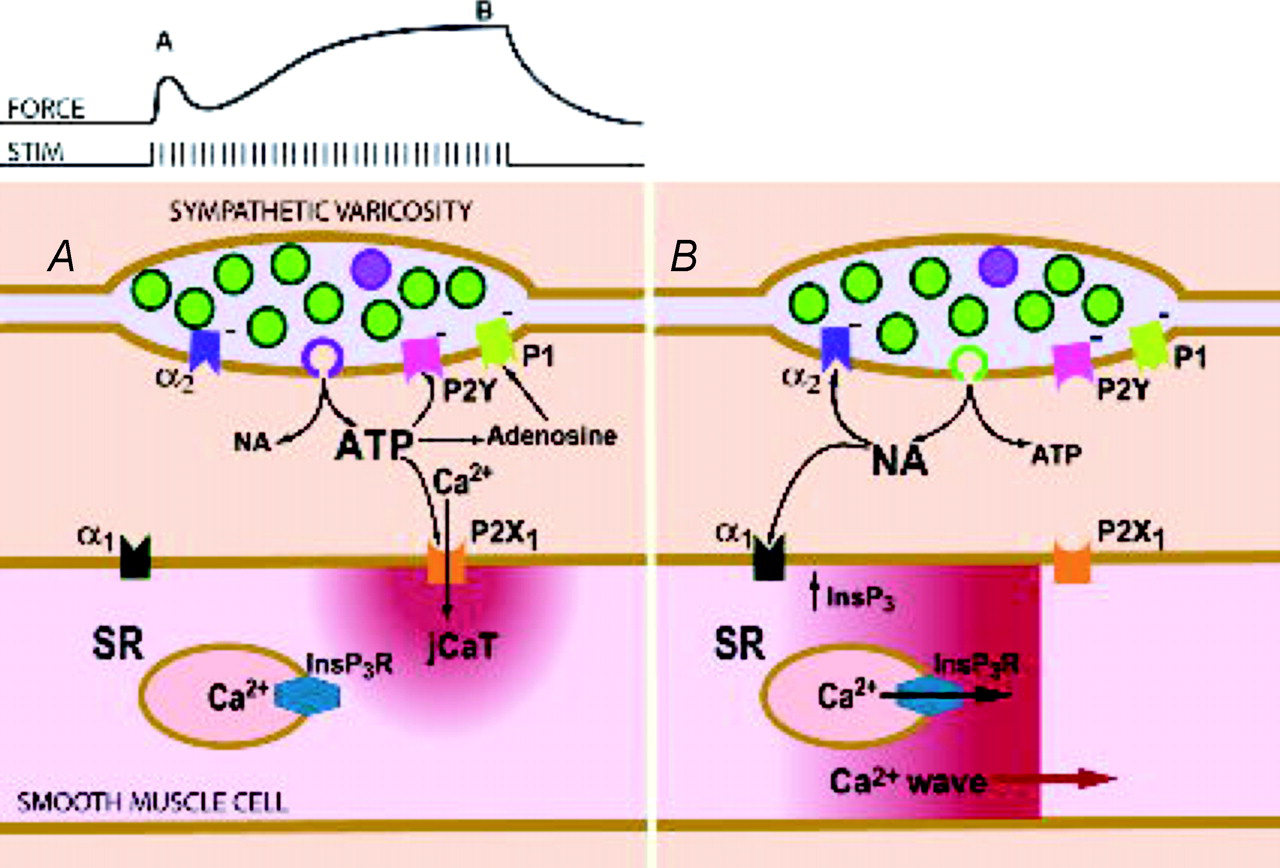 B
A
FORCE
STIM
SYMPATHETIC VARICOSITY
A
α2
P2Y
P1
NA
ATP
Adenosine
Ca²⁺
α1
P2X₁
jCaT
SR
InsP₃R
Ca²⁺
SMOOTH MUSCLE CELL
B
α2
P2Y
P1
NA
ATP
α1
P2X₁
InsP₃
SR
InsP₃R
Ca²⁺
Ca²⁺ wave